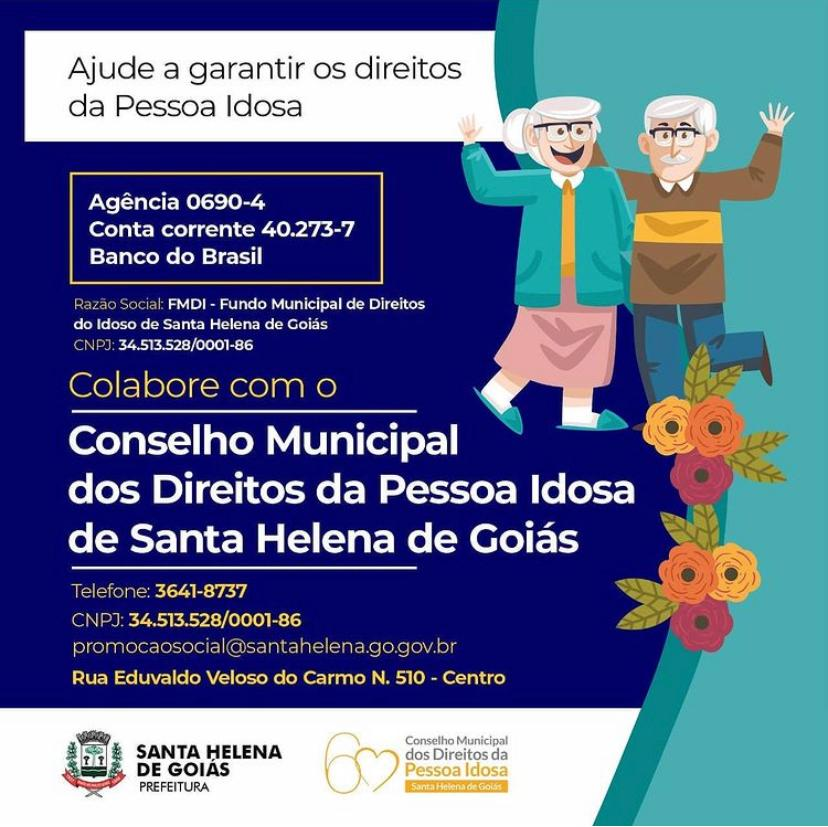 Ajude a garantir os direitos
da Pessoa Idosa
Agência 0690-4
Conta corrente 40.273-7
Banco do Brasil
Razão Social: FMDI - Fundo Municipal de Direitos
do Idoso de Santa Helena de Goiás
CNPJ: 34.513.528/0001-86
Colabore com o
Conselho Municipal
dos Direitos da Pessoa Idosa
de Santa Helena de Goiás
Telefone: 3641-8737
CNPJ: 34.513.528/0001-86
promocaosocial@santahelena.go.gov.br
Rua Eduvaldo Veloso do Carmo N. 510 - Centro
SANTA HELENA
DE GOIÁS
PREFEITURA
60
Conselho Municipal
dos Direitos da
Pessoa Idosa
Santa Helena de Goiás